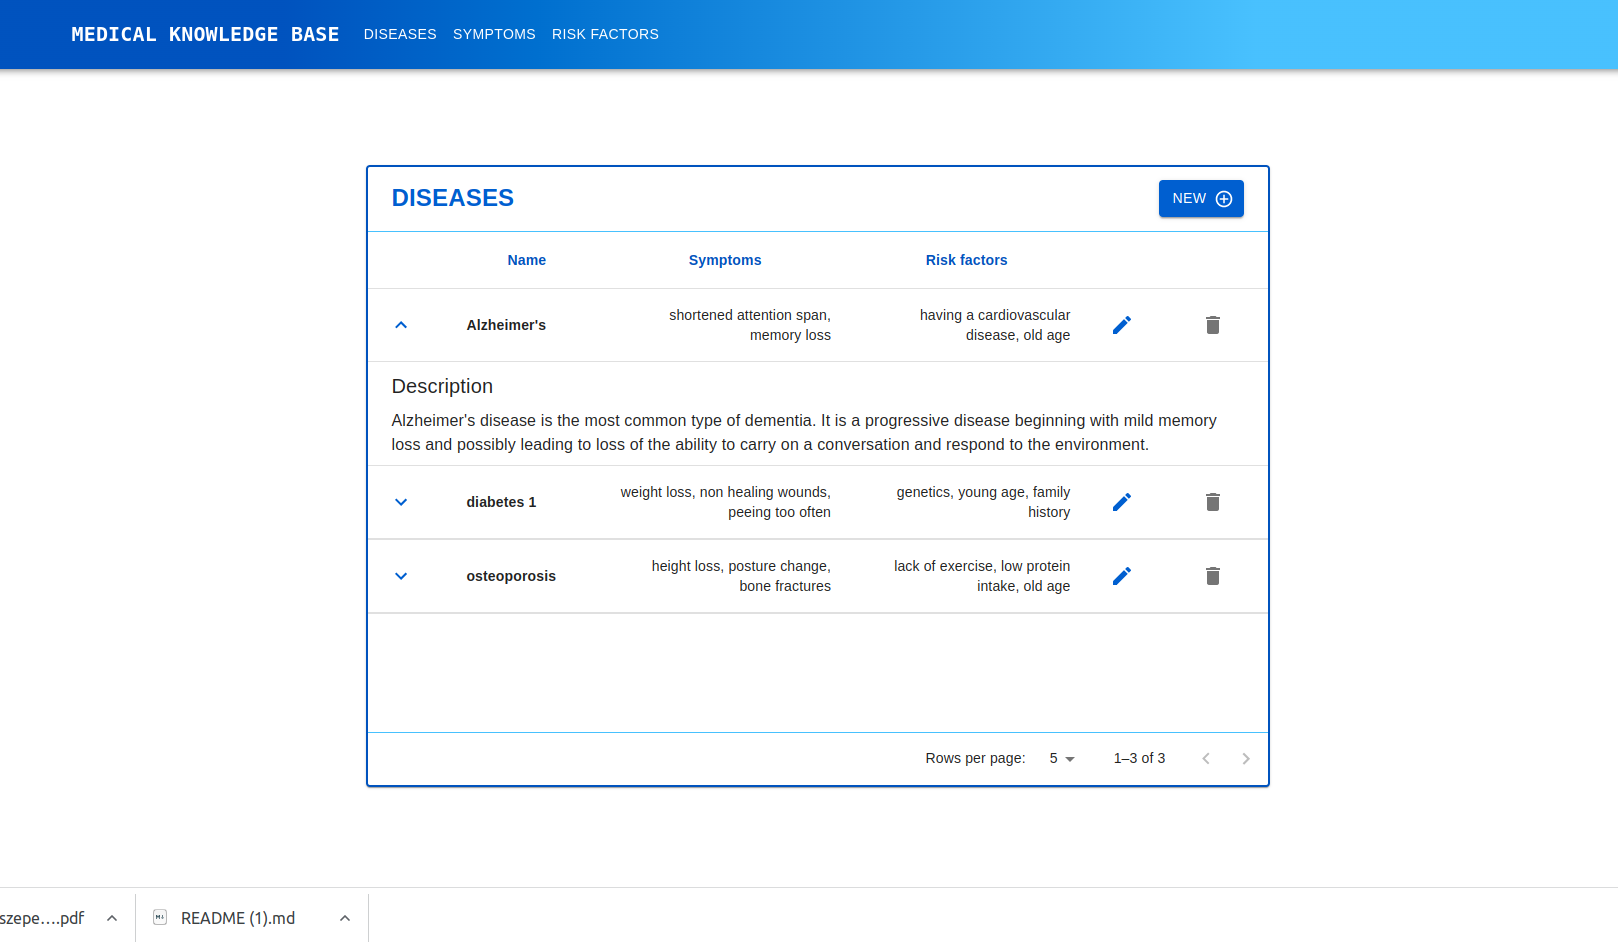 MEDICAL KNOWLEDGE BASE DISEASES SYMPTOMS RISK FACTORS
DISEASES
NEW
Name Symptoms Risk factors
Alzheimer's
shortened attention span,
memory loss
having a cardiovascular
disease, old age
Description
Alzheimer's disease is the most common type of dementia. It is a progressive disease beginning with mild memory
loss and possibly leading to loss of the ability to carry on a conversation and respond to the environment.
diabetes 1
weight loss, non healing wounds,
peeing too often
genetics, young age, family
history
osteoporosis
height loss, posture change,
bone fractures
lack of exercise, low protein
intake, old age
Rows per page: 5 1–3 of 3
szepe....pdf README (1).md